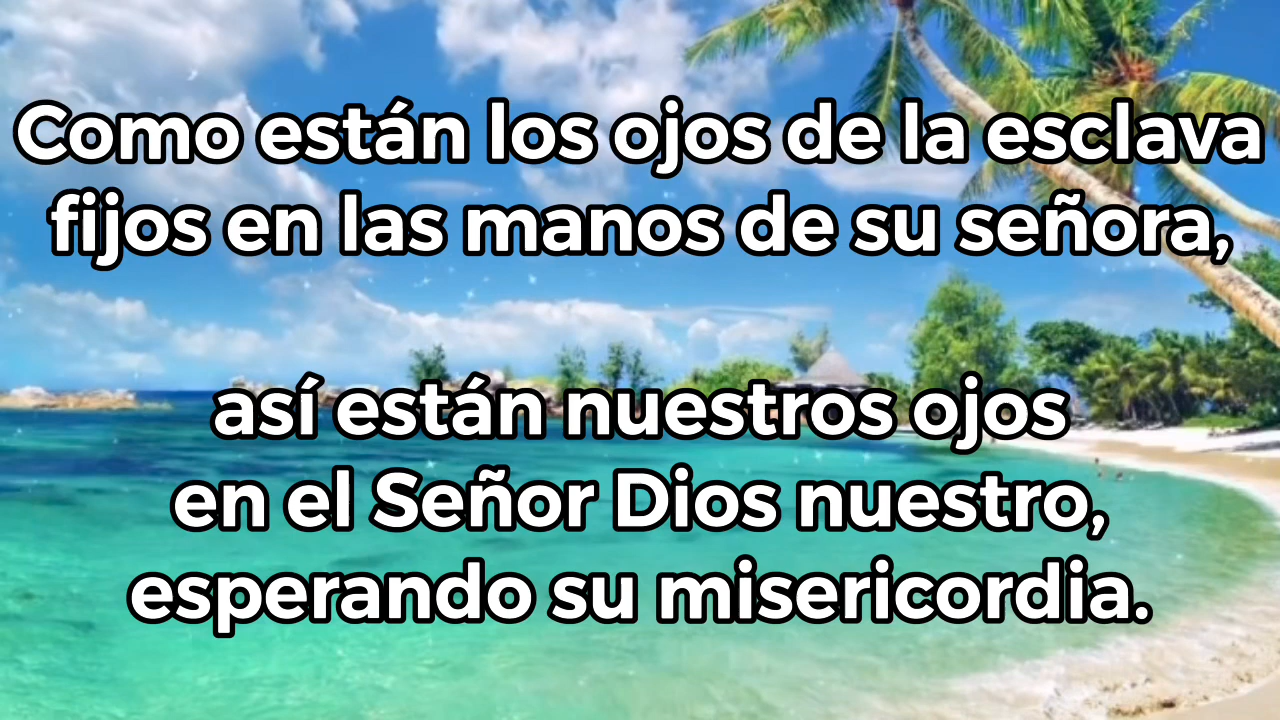 Como están los ojos de la esclava
fijos en las manos de su señora,
así están nuestros ojos
en el Señor Dios nuestro,
esperando su misericordia.